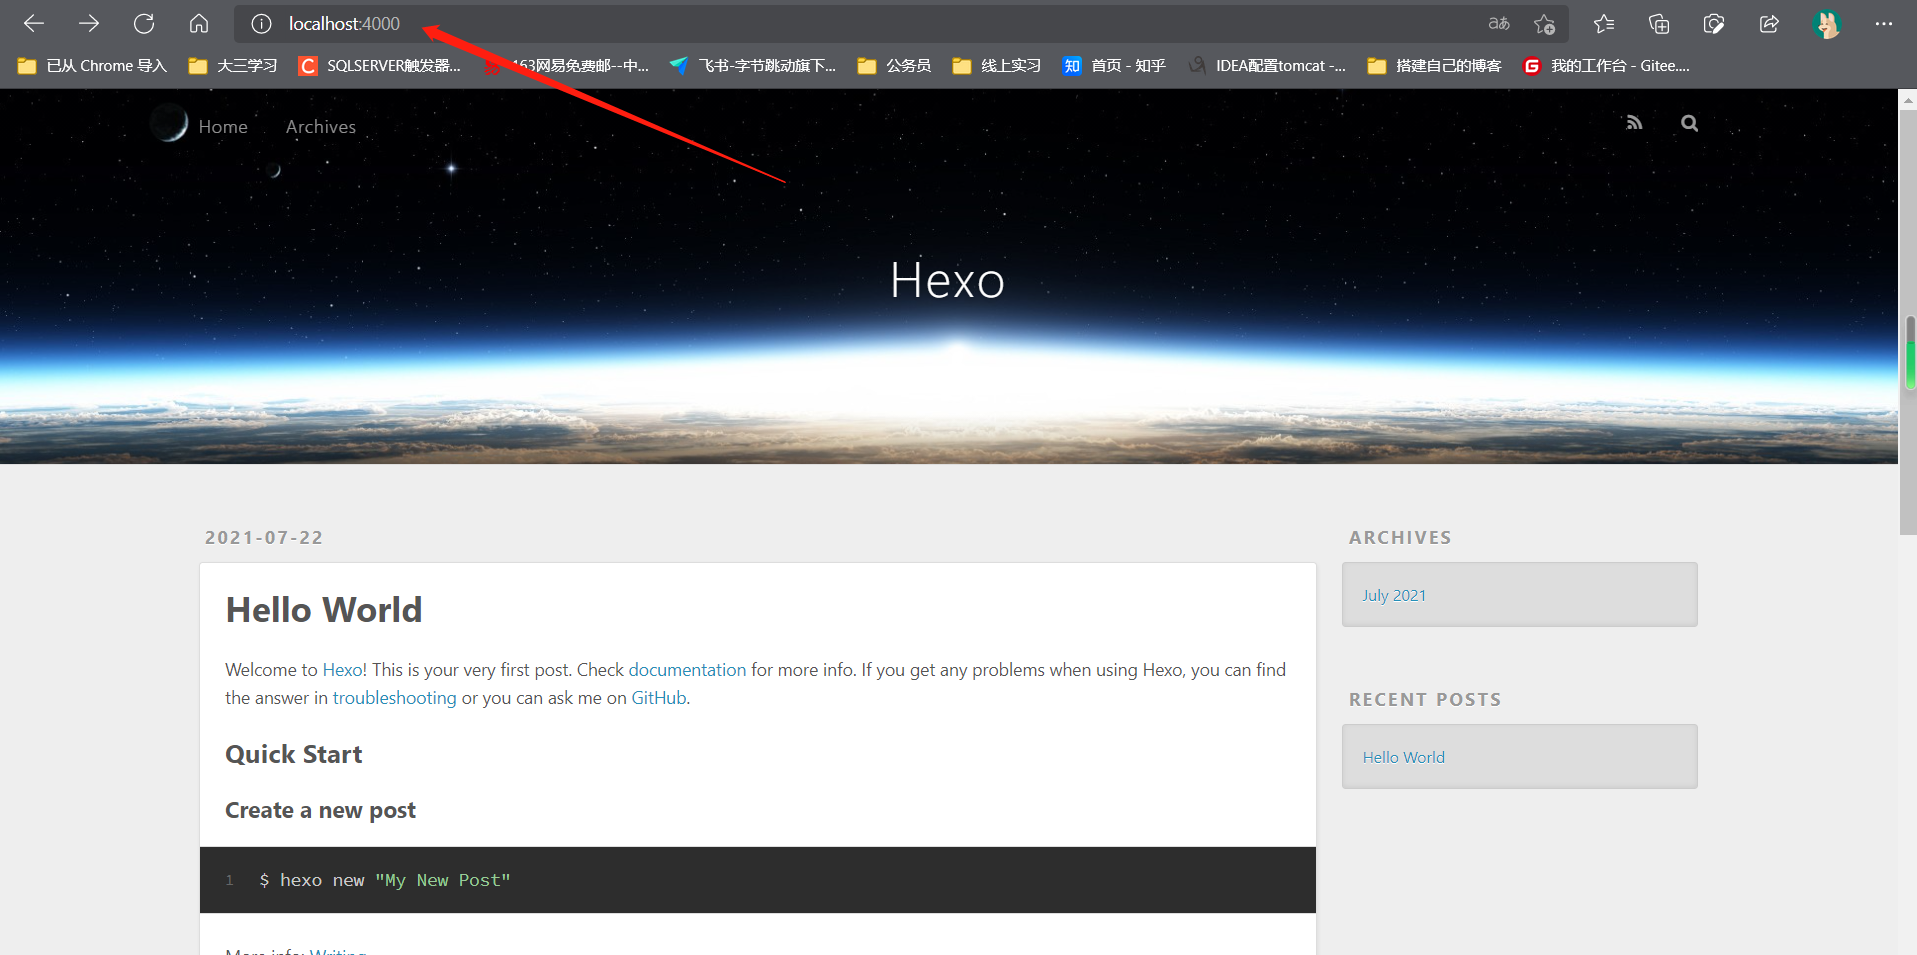 localhost:4000
已从 Chrome 导入
大三学习
C
SQLSERVER触发器...
163网易免费邮--中...
飞书-字节跳动旗下...
公务员
线上实习
知
首页 - 知乎
IDEA配置tomcat -...
搭建自己的博客
G
我的工作台 - Gitee....
Home
Archives
Hexo
2021-07-22
Hello World
Welcome to Hexo! This is your very first post. Check documentation for more info. If you get any problems when using Hexo, you can find
the answer in troubleshooting or you can ask me on GitHub.
Quick Start
Create a new post
1 $ hexo new "My New Post"
More info: Writing
ARCHIVES
July 2021
RECENT POSTS
Hello World